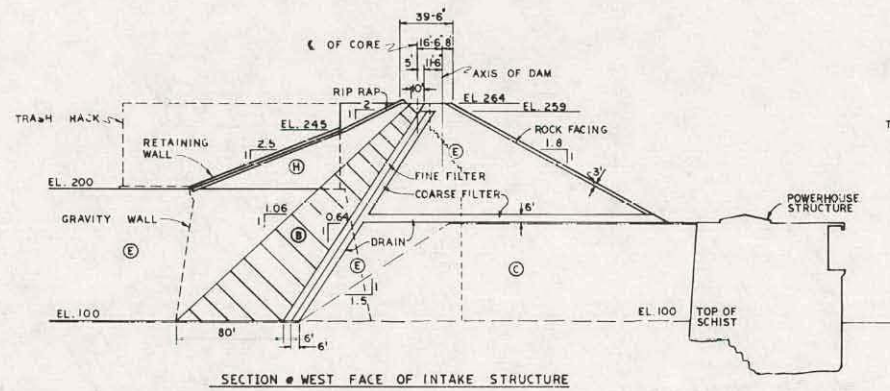 39-6'
℄ OF CORE
16'-6"
8'
5'
11'-6"
AXIS OF DAM
10'
RIP RAP
EL 264
EL. 259
2
1
TRASH RACK
EL. 245
RETAINING
WALL
2.5
1
E
ROCK FACING
1.8
1
H
FINE FILTER
COARSE FILTER
3'
EL. 200
POWERHOUSE
STRUCTURE
GRAVITY WALL
1.06
1
0.64
1
6'
B
DRAIN
E
E
C
1
1.5
EL.100
EL.100
TOP OF
SCHIST
80'
6'
6'
SECTION @ WEST FACE OF INTAKE STRUCTURE